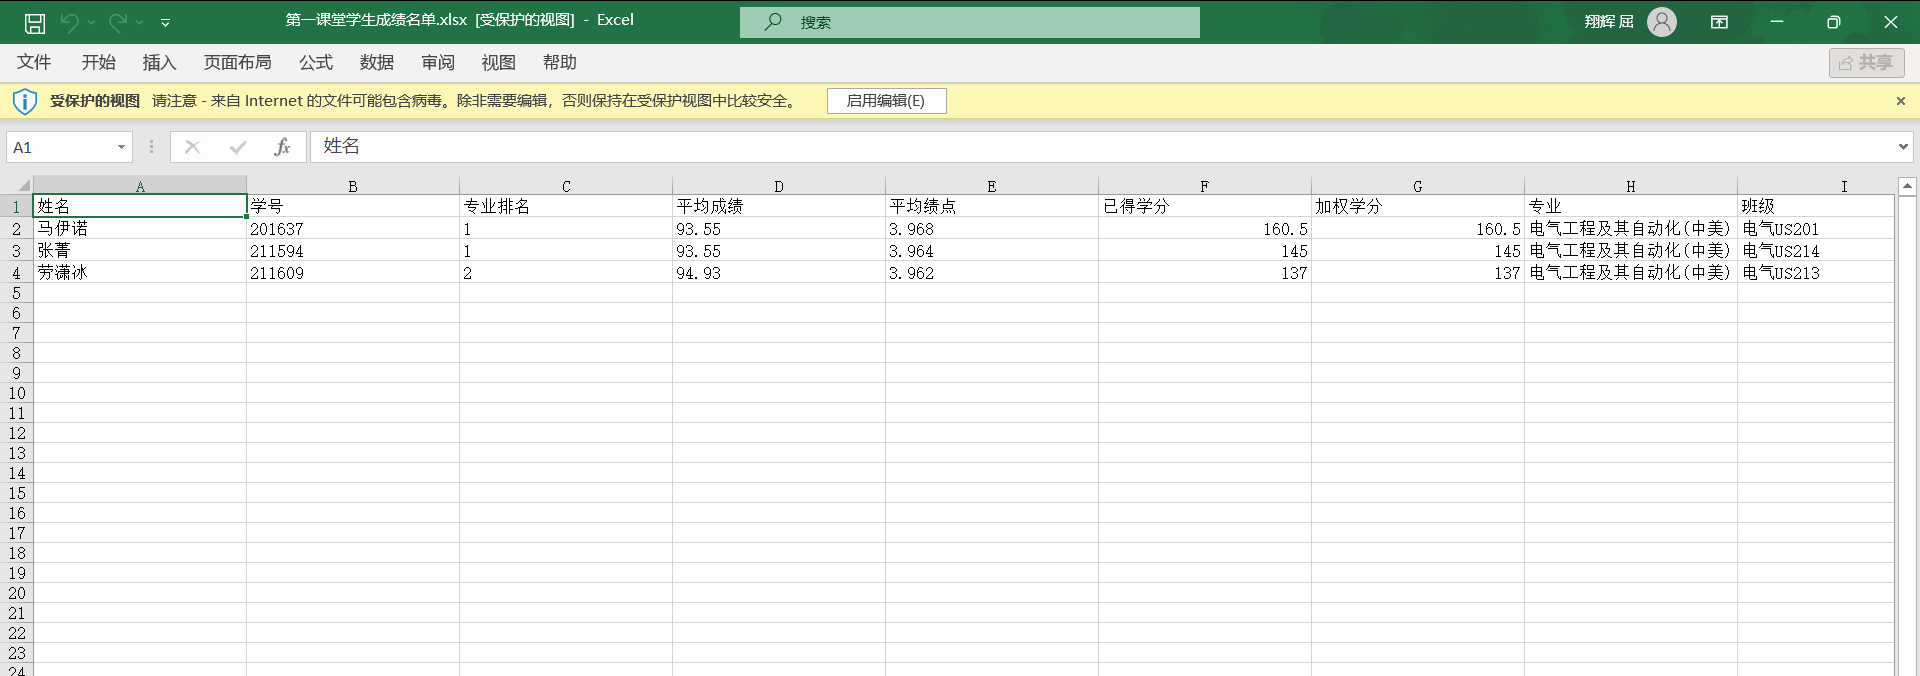 第一课堂学生成绩名单.xlsx [受保护的视图] - Excel
搜索
翔辉 屈
文件 开始 插入 页面布局 公式 数据 审阅 视图 帮助
共享
受保护的视图 请注意 - 来自 Internet 的文件可能包含病毒。除非需要编辑，否则保持在受保护视图中比较安全。 启用编辑(E)
A1 fx 姓名
A B C D E F G H I
1 姓名 学号 专业排名 平均成绩 平均绩点 已得学分 加权学分 专业 班级
2 马伊诺 201637 1 93.55 3.968 160.5 160.5 电气工程及其自动化(中美) 电气US201
3 张菁 211594 1 93.55 3.964 145 145 电气工程及其自动化(中美) 电气US214
4 劳潇冰 211609 2 94.93 3.962 137 137 电气工程及其自动化(中美) 电气US213
5
6
7
8
9
10
11
12
13
14
15
16
17
18
19
20
21
22
23
24